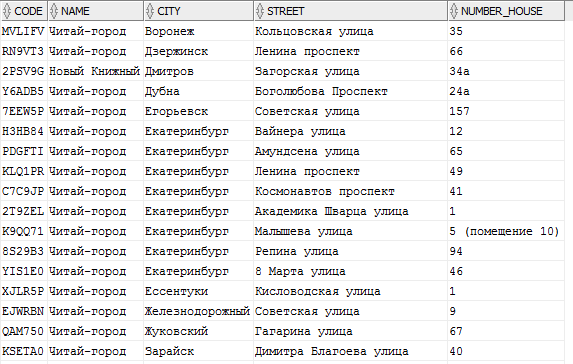 CODE NAME CITY STREET NUMBER_HOUSE
MVLIFV Читай-город Воронеж Кольцовская улица 35
RN9VT3 Читай-город Дзержинск Ленина проспект 66
2PSV9G Новый Книжный Дмитров Загорская улица 34а
Y6ADB5 Читай-город Дубна Боголюбова Проспект 24а
7EEW5P Читай-город Егорьевск Советская улица 157
H3HB84 Читай-город Екатеринбург Вайнера улица 12
PDGFTI Читай-город Екатеринбург Амундсена улица 65
KLQ1PR Читай-город Екатеринбург Ленина проспект 49
C7C9JP Читай-город Екатеринбург Космонавтов проспект 41
2T9ZEL Читай-город Екатеринбург Академика Шварца улица 1
K9QQ71 Читай-город Екатеринбург Малышева улица 5 (помещение 10)
8S29B3 Читай-город Екатеринбург Репина улица 94
YIS1E0 Читай-город Екатеринбург 8 Марта улица 46
XJLR5P Читай-город Ессентуки Кисловодская улица 1
EJWRBN Читай-город Железнодорожный Советская улица 9
QAM750 Читай-город Жуковский Гагарина улица 67
KSETA0 Читай-город Зарайск Димитра Благоева улица 40